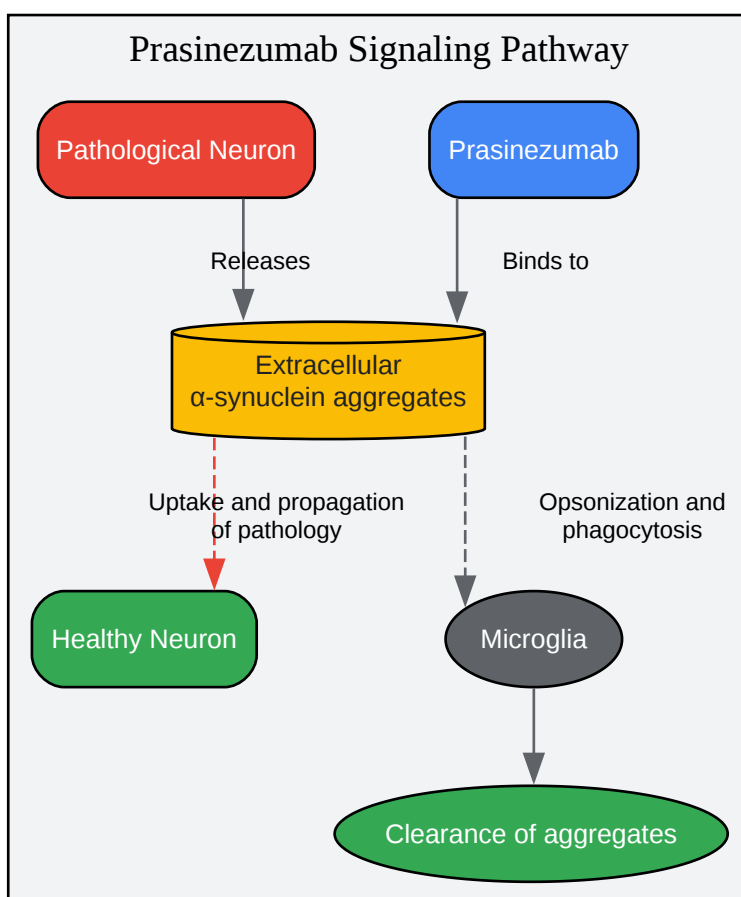 Prasinezumab Signaling Pathway
Pathological Neuron
Prasinezumab
Releases
Binds to
Extracellular
α-synuclein aggregates
Uptake and propagation
of pathology
Opsonization and
phagocytosis
Healthy Neuron
Microglia
Clearance of aggregates